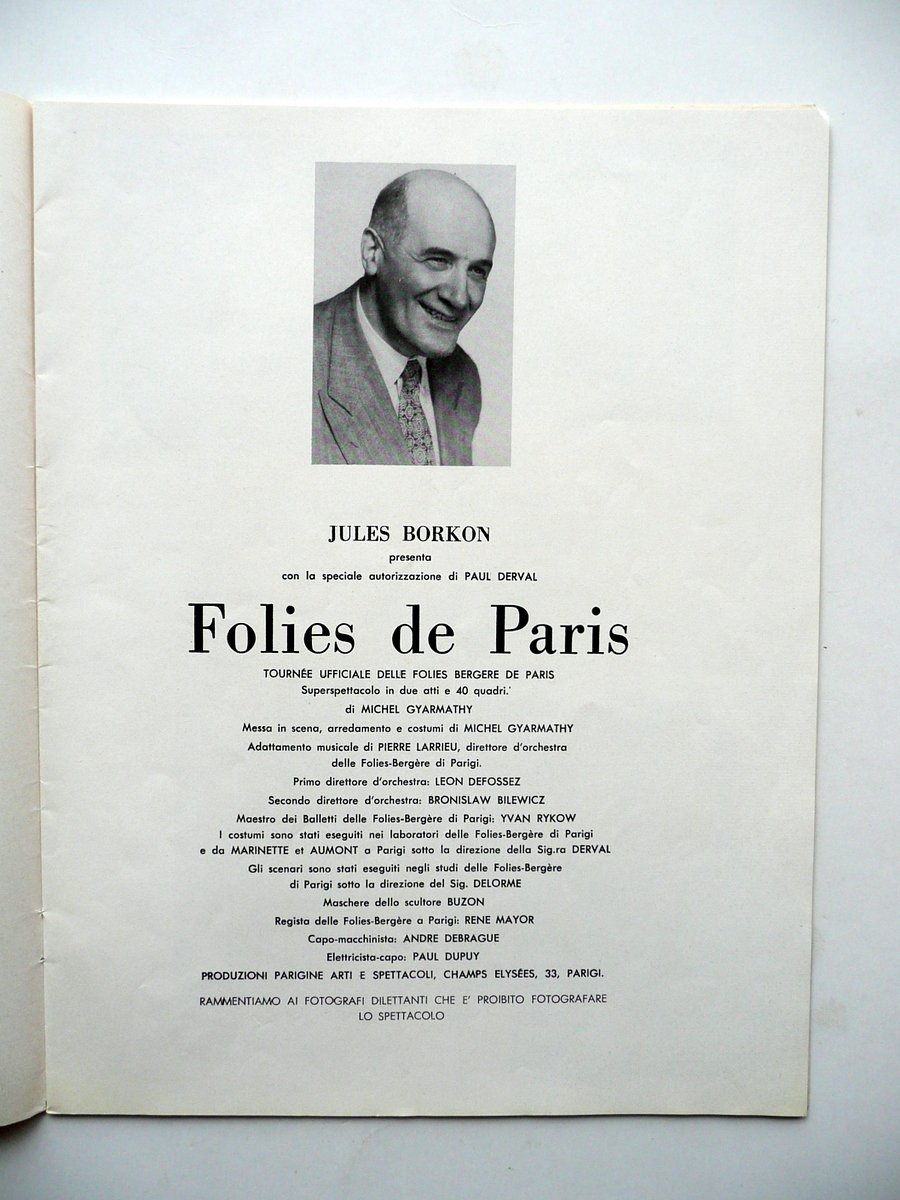 JULES BORKON
presenta
con la speciale autorizzazione di PAUL DERVAL
Folies de Paris
TOURNÉE UFFICIALE DELLE FOLIES BERGERE DE PARIS
Superspettacolo in due atti e 40 quadri.'
di MICHEL GYARMATHY
Messa in scena, arredamento e costumi di MICHEL GYARMATHY
Adattamento musicale di PIERRE LARRIEU, direttore d'orchestra
delle Folies-Bergère di Parigi.
Primo direttore d'orchestra: LEON DEFOSSEZ
Secondo direttore d'orchestra: BRONISLAW BILEWICZ
Maestro dei Balletti delle Folies-Bergère di Parigi: YVAN RYKOW
I costumi sono stati eseguiti nei laboratori delle Folies-Bergère di Parigi
e da MARINETTE et AUMONT a Parigi sotto la direzione della Sig.ra DERVAL
Gli scenari sono stati eseguiti negli studi delle Folies-Bergère
di Parigi sotto la direzione del Sig. DELORME
Maschere dello scultore BUZON
Regista delle Folies-Bergère a Parigi: RENE MAYOR
Capo-macchinista: ANDRE DEBRAGUE
Elettricista-capo: PAUL DUPUY
PRODUZIONI PARIGINE ARTI E SPETTACOLI, CHAMPS ELYSÉES, 33, PARIGI.
RAMMENTIAMO AI FOTOGRAFI DILETTANTI CHE E' PROIBITO FOTOGRAFARE
LO SPETTACOLO